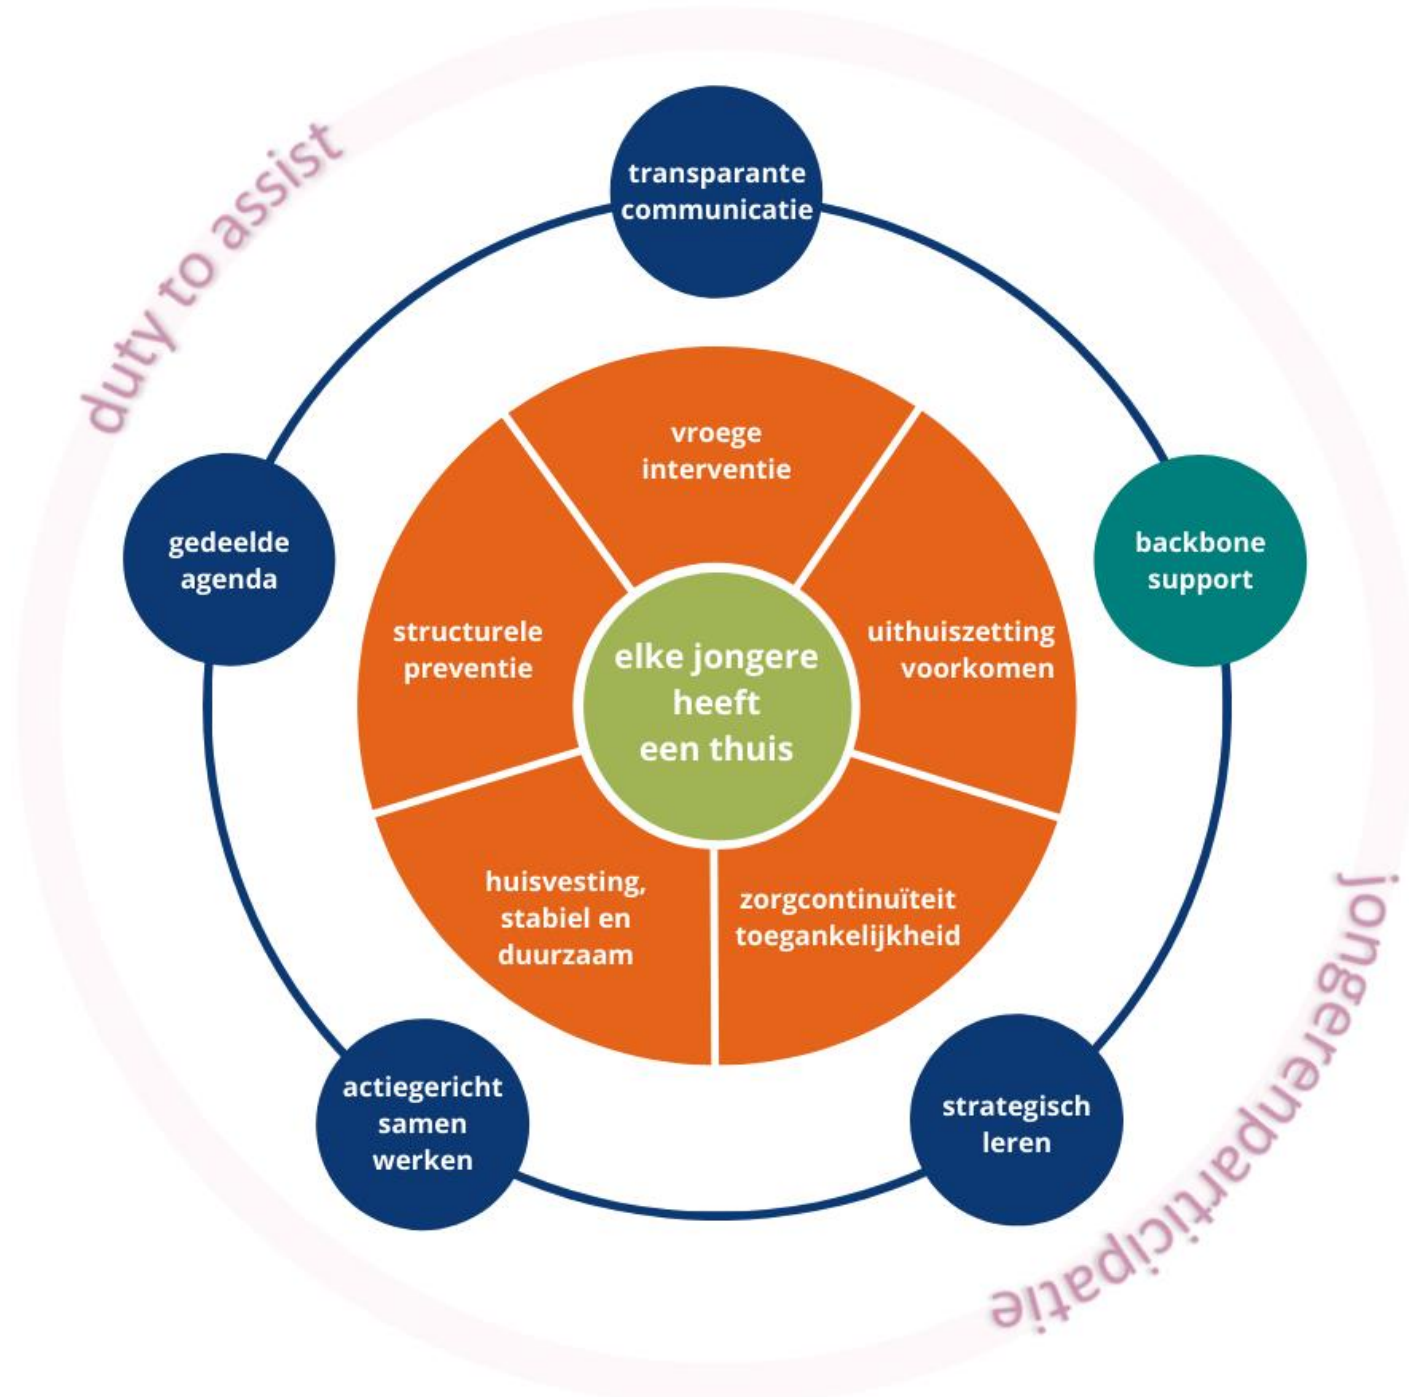 duty to assist
transparante
communicatie
gedeelde
agenda
backbone
support
vroege
interventie
structurele
preventie
uithuiszetting
voorkomen
elke jongere
heeft
een thuis
huisvesting,
stabiel en
duurzaam
zorgcontinuïteit
toegankelijkheid
actiegericht
samen
werken
strategisch
leren
jongerenparticipatie